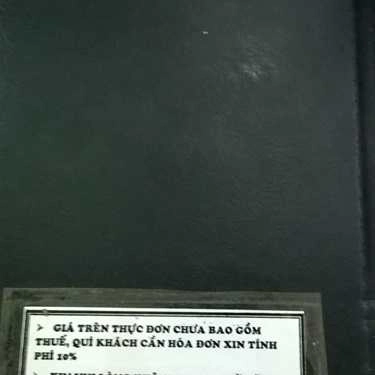 ➢ GIÁ TRÊN THỰC ĐƠN CHƯA BAO GỒM
THUẾ, QUÍ KHÁCH CẦN HÓA ĐƠN XIN TÍNH
PHÍ 10%